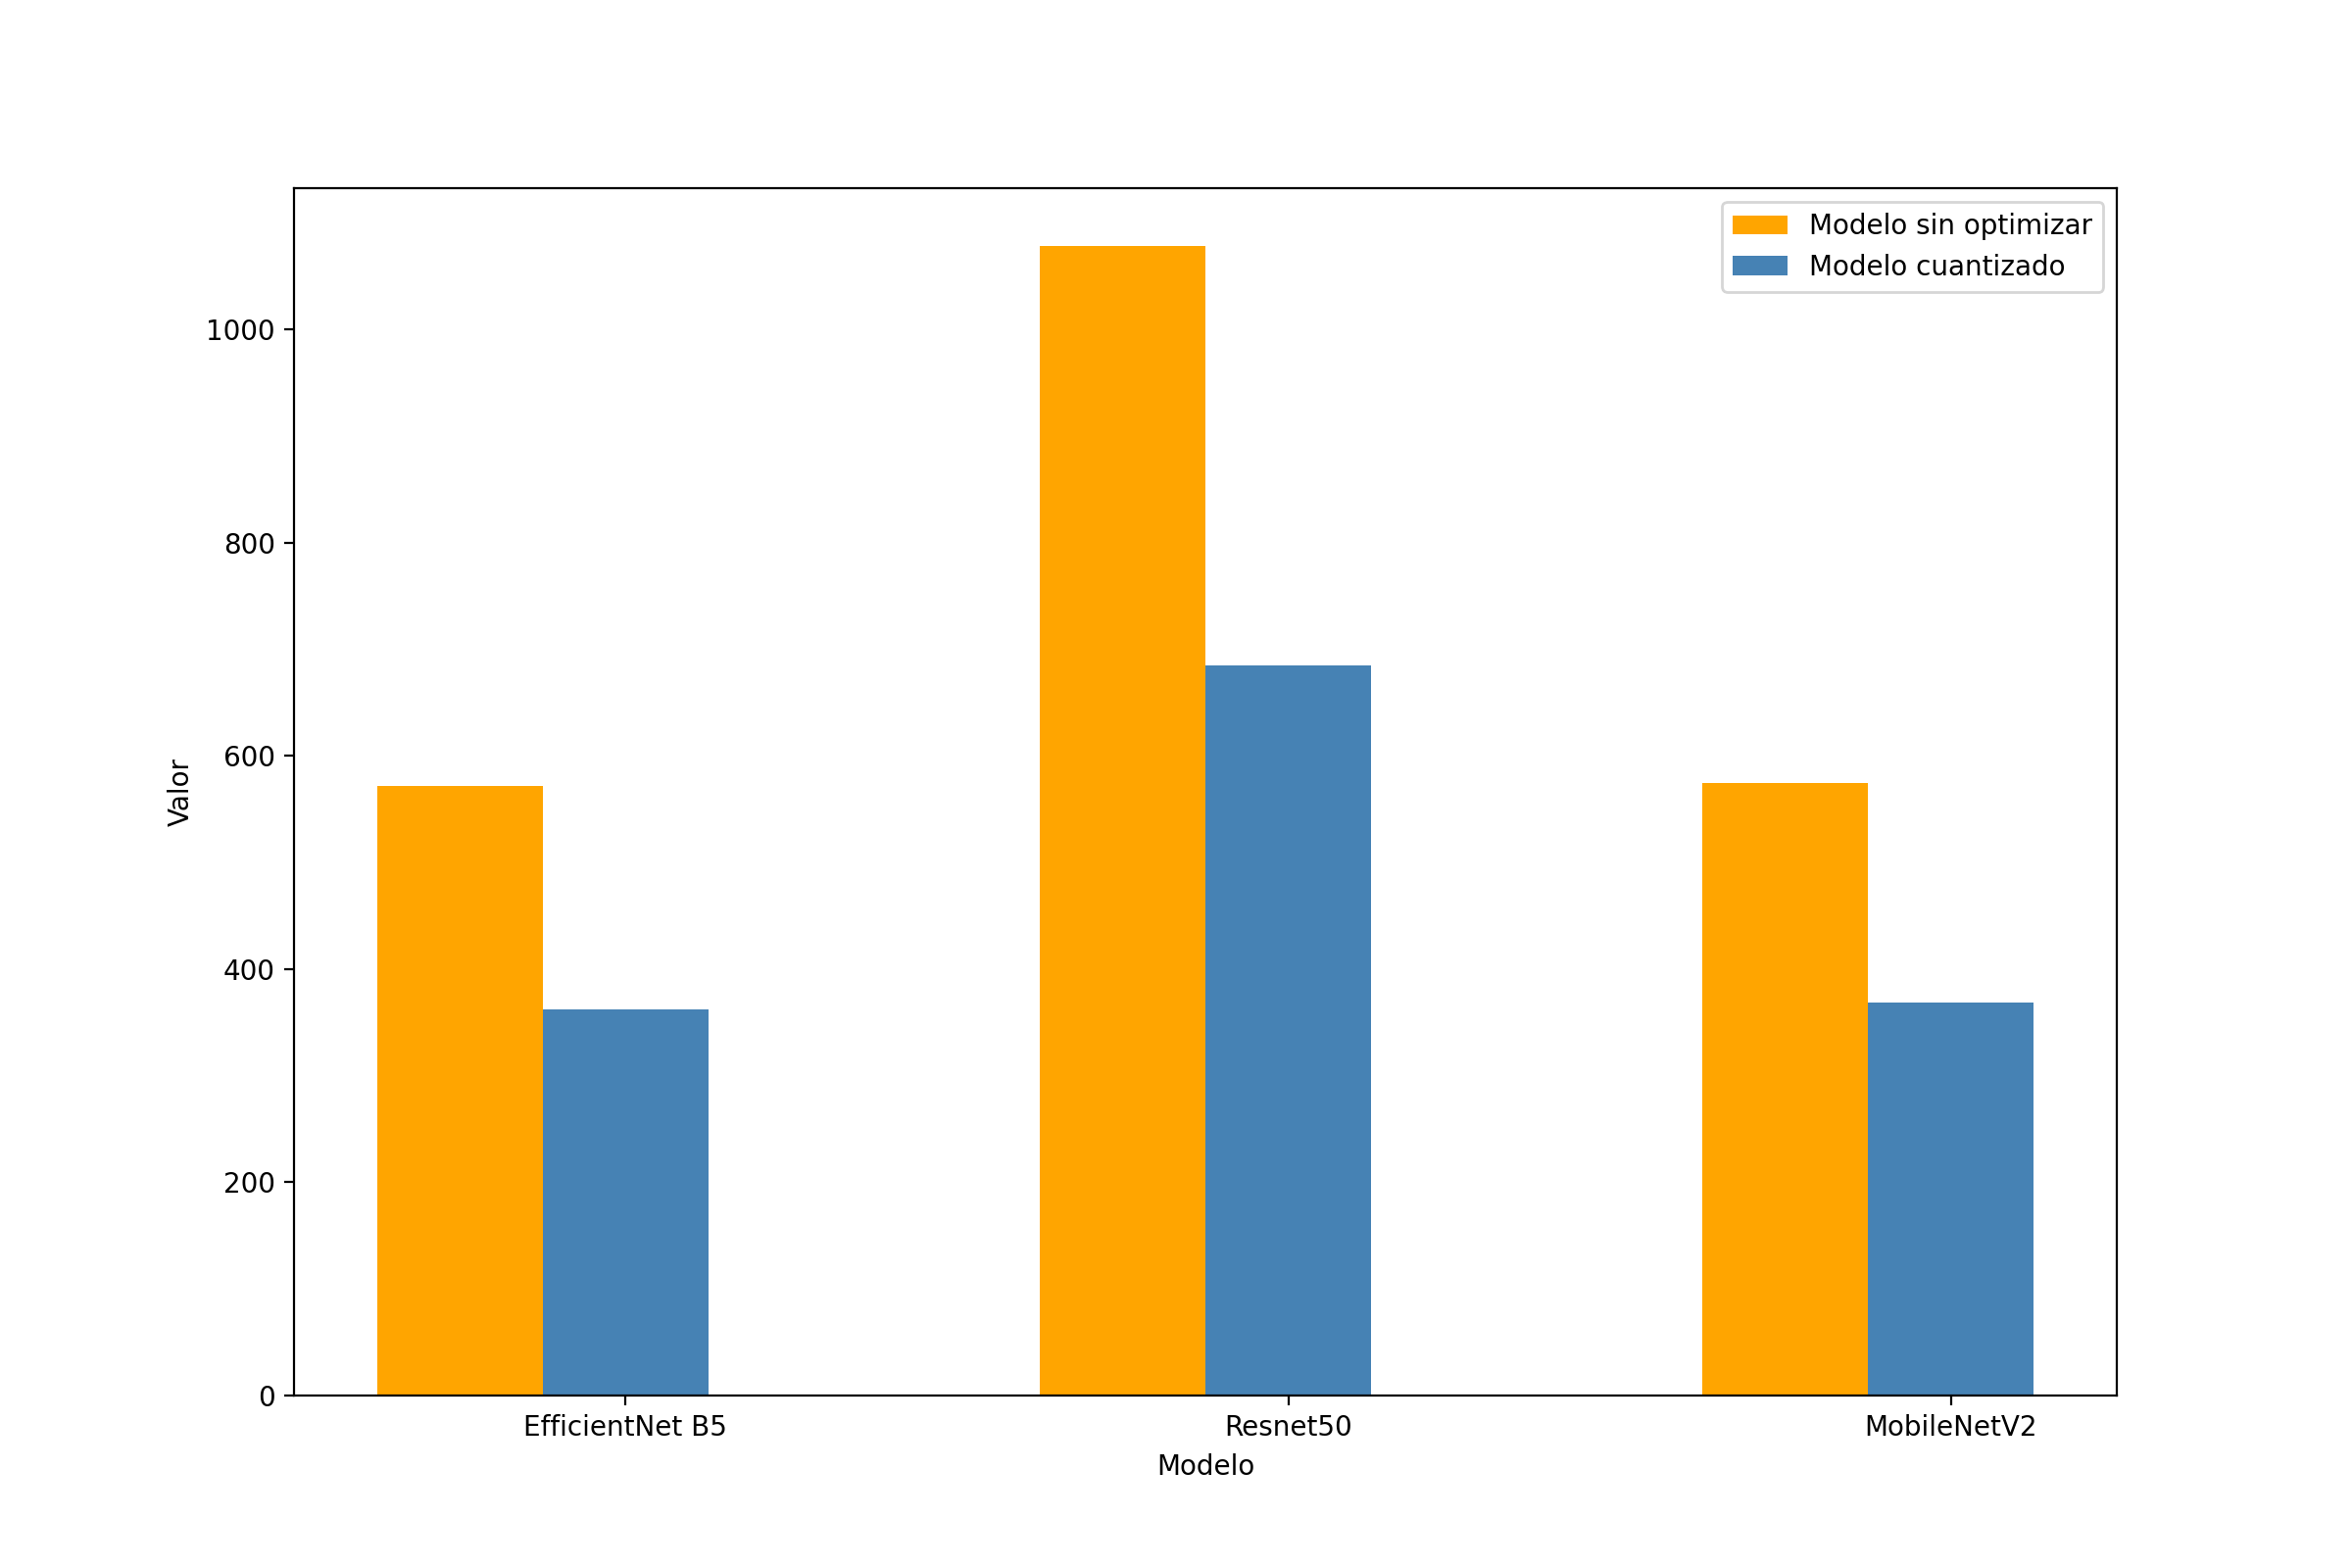 Modelo sin optimizar
Modelo cuantizado
1000
800
600
400
200
0
Valor
EfficientNet B5
Resnet50
MobileNetV2
Modelo